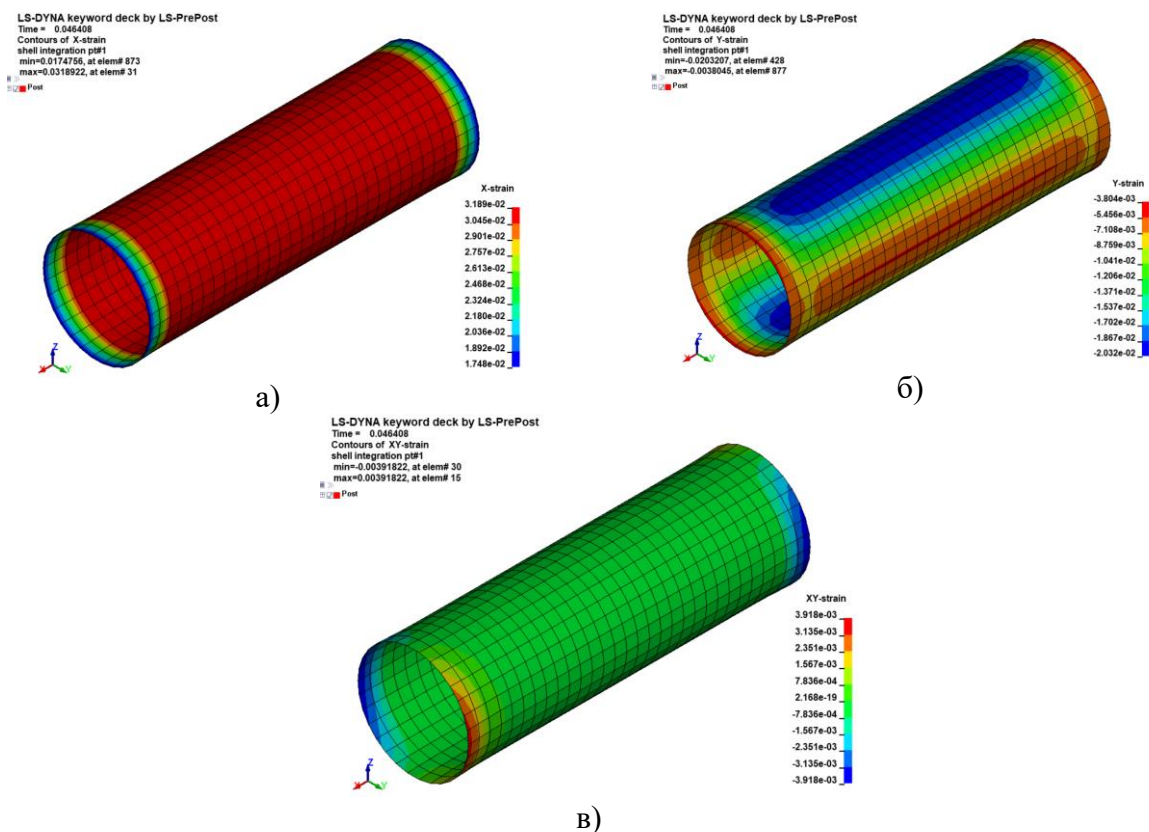 LS-DYNA keyword deck by LS-PrePost
Time = 0.046408
Contours of X-strain
shell integration pt#1
min=0.0174756, at elem# 873
max=0.0318922, at elem# 31
Post
X-strain
3.189e-02
3.045e-02
2.901e-02
2.757e-02
2.613e-02
2.468e-02
2.324e-02
2.180e-02
2.036e-02
1.892e-02
1.748e-02
Z
X
Y
а)
LS-DYNA keyword deck by LS-PrePost
Time = 0.046408
Contours of Y-strain
shell integration pt#1
min=-0.0203207, at elem# 428
max=-0.0038045, at elem# 877
Post
Y-strain
-3.804e-03
-5.456e-03
-7.108e-03
-8.759e-03
-1.041e-02
-1.206e-02
-1.371e-02
-1.537e-02
-1.702e-02
-1.867e-02
-2.032e-02
Z
X
Y
б)
LS-DYNA keyword deck by LS-PrePost
Time = 0.046408
Contours of XY-strain
shell integration pt#1
min=-0.00391822, at elem# 30
max=0.00391822, at elem# 15
Post
XY-strain
3.918e-03
3.135e-03
2.351e-03
1.567e-03
7.836e-04
2.168e-19
-7.836e-04
-1.567e-03
-2.351e-03
-3.135e-03
-3.918e-03
Z
X
Y
в)